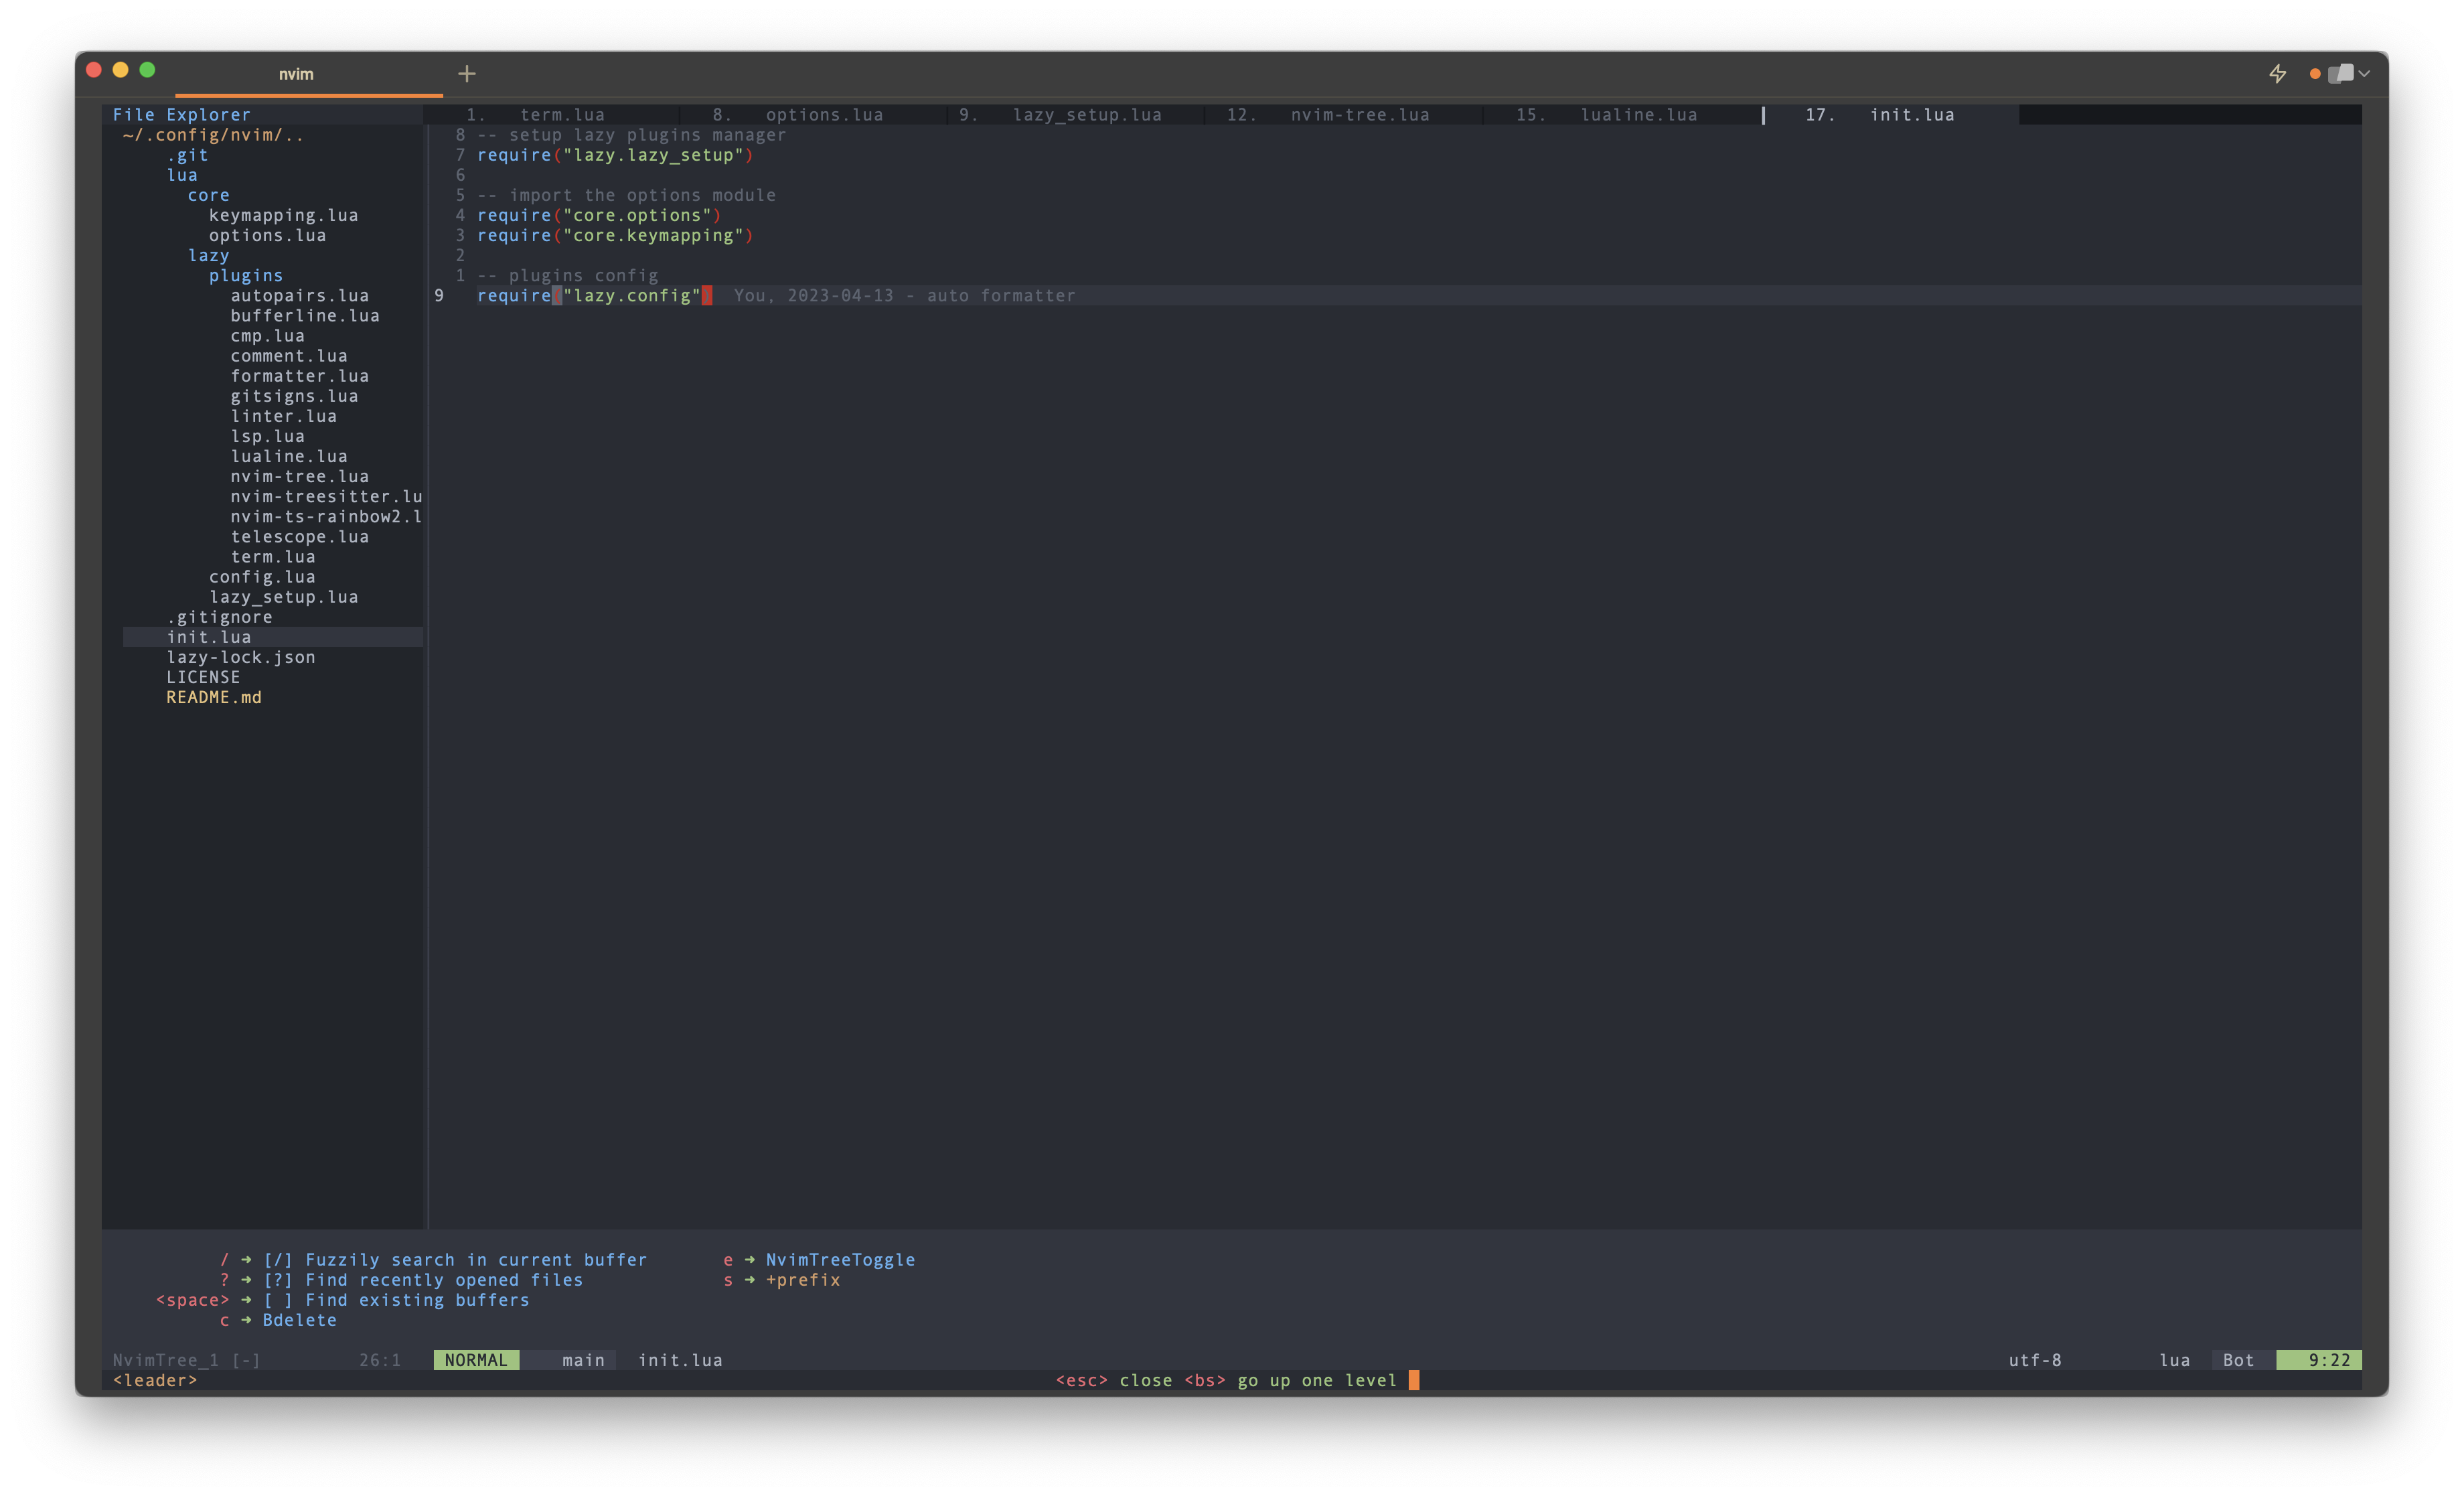 nvim
File Explorer
~/.config/nvim/..
.git
lua
core
keymapping.lua
options.lua
lazy
plugins
autopairs.lua
bufferline.lua
cmp.lua
comment.lua
formatter.lua
gitsigns.lua
linter.lua
lsp.lua
lualine.lua
nvim-tree.lua
nvim-treesitter.lu
nvim-ts-rainbow2.l
telescope.lua
term.lua
config.lua
lazy_setup.lua
.gitignore
init.lua
lazy-lock.json
LICENSE
README.md
1. term.lua 8. options.lua 9. lazy_setup.lua 12. nvim-tree.lua 15. lualine.lua 17. init.lua
8 -- setup lazy plugins manager
7 require("lazy.lazy_setup")
6
5 -- import the options module
4 require("core.options")
3 require("core.keymapping")
2
1 -- plugins config
9 require("lazy.config") You, 2023-04-13 - auto formatter
/ → [/] Fuzzily search in current buffer e → NvimTreeToggle
? → [?] Find recently opened files s → +prefix
<space> → [ ] Find existing buffers
c → Bdelete
NvimTree_1 [-] 26:1 NORMAL main init.lua utf-8 lua Bot 9:22
<leader> <esc> close <bs> go up one level